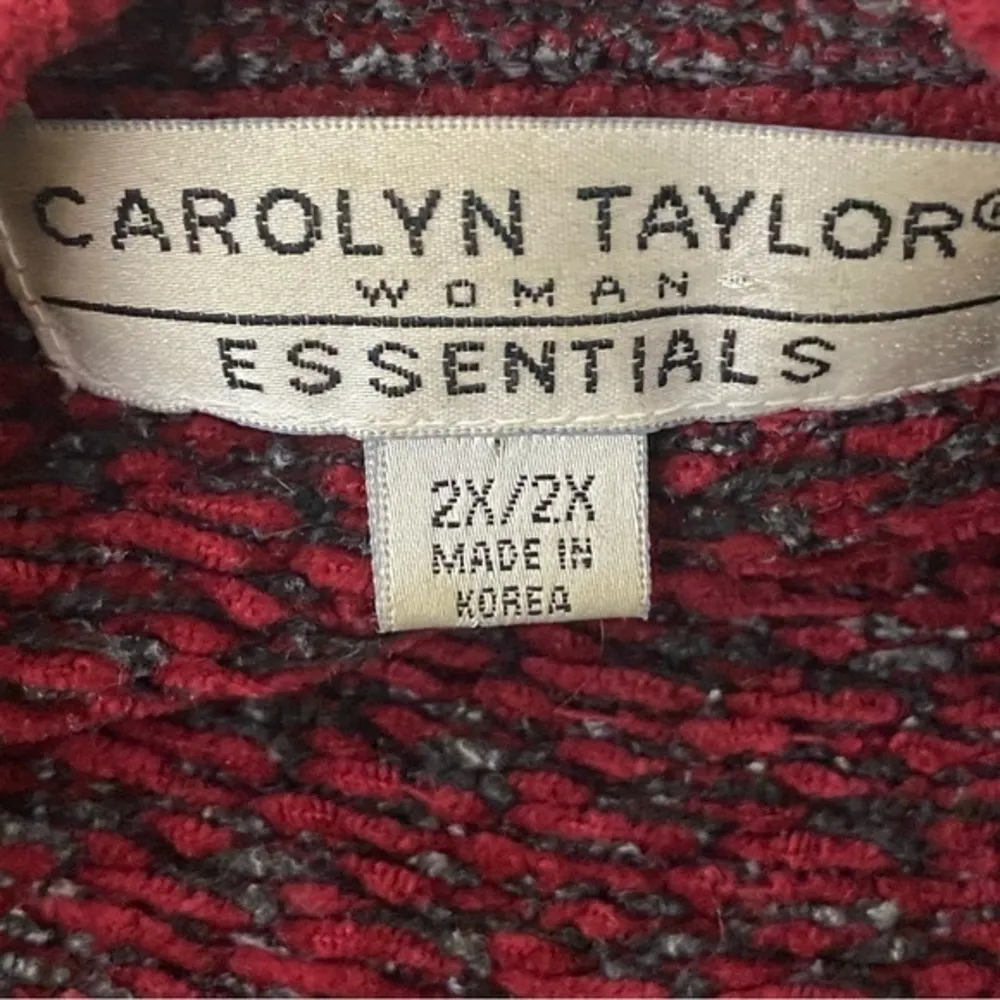 CAROLYN TAYLOR®
WOMAN
ESSENTIALS
2X/2X
MADE IN
KOREA